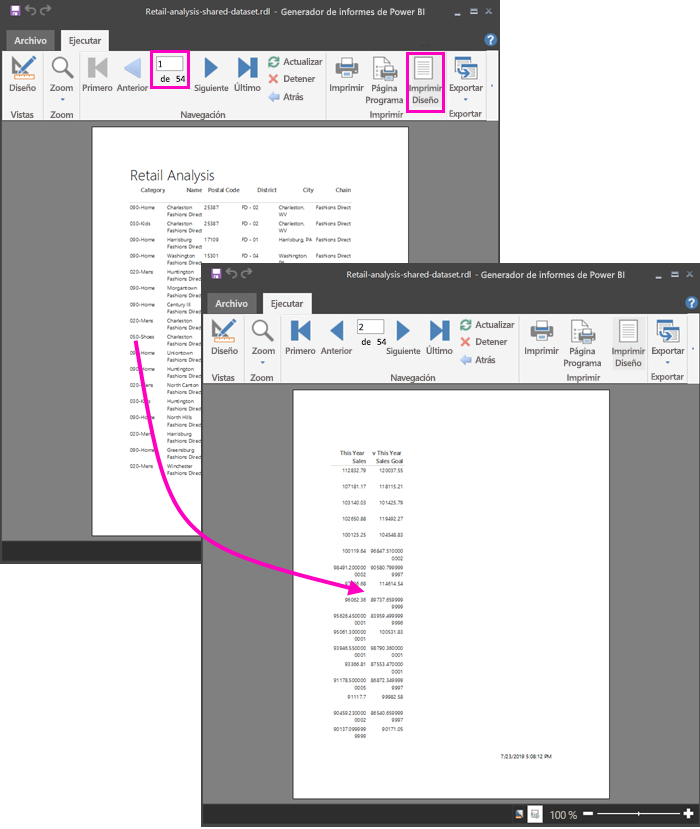 Retail-analysis-shared-dataset.rdl - Generador de informes de Power BI
Archivo
Ejecutar
Diseño
Zoom
Primero
Anterior
1
de 54
Siguiente
Último
Actualizar
Detener
Atrás
Imprimir
Página
Programa
Imprimir
Diseño
Exportar
Vistas
Zoom
Navegación
Imprimir
Exportar
Retail Analysis
Category Name Postal Code District City Chain
090-Home Charleston 25387 FD - 02 Charleston, Fashions Direct
Fashions Direct WV
030-Kids Charleston 25387 FD - 02 Charleston, Fashions Direct
Fashions Direct WV
090-Home Harrisburg 17109 FD - 01 Harrisburg, PA Fashions Direct
Fashions Direct
090-Home Washington 15301 FD - 04 Washington, Fashions Direct
Fashions Direct
020-Mens Huntington
Fashions Direct
090-Home Morgantown
Fashions Direct
090-Home Century III
Fashions Direct
020-Mens Charleston
Fashions Direct
050-Shoes Charleston
Fashions Direct
090-Home Uniontown
Fashions Direct
090-Home Huntington
Fashions Direct
020-Mens North Canton
Fashions Direct
030-Kids Huntington
Fashions Direct
090-Home North Hills
Fashions Direct
020-Mens Harrisburg
Fashions Direct
090-Home Greensburg
Fashions Direct
020-Mens Winchester
Fashions Direct
Retail-analysis-shared-dataset.rdl - Generador de informes de Power BI
Archivo
Ejecutar
Diseño
Zoom
Primero
Anterior
2
de 54
Siguiente
Último
Actualizar
Detener
Atrás
Imprimir
Página
Programa
Imprimir
Diseño
Exportar
Vistas
Zoom
Navegación
Imprimir
Exportar
This Year v This Year
Sales Sales Goal
112832.79 120037.55
107181.17 118115.21
103140.03 101425.79
102650.88 119492.27
100125.25 104548.83
100119.64 96847.510000
0002
98491.200000 90580.799999
0002 9997
114614.54
96062.36 89737.659999
9999
95626.450000 83959.499999
0001 9996
95061.300000 100531.83
0001
93946.550000 98790.360000
0001 0001
93366.81 87553.470000
0001
91178.500000 86872.349999
0005 9997
91117.7 99982.58
90459.230000 86540.659999
0002 9997
90137.099999 90171.05
9999
7/23/2019 5:08:12 PM
100 %